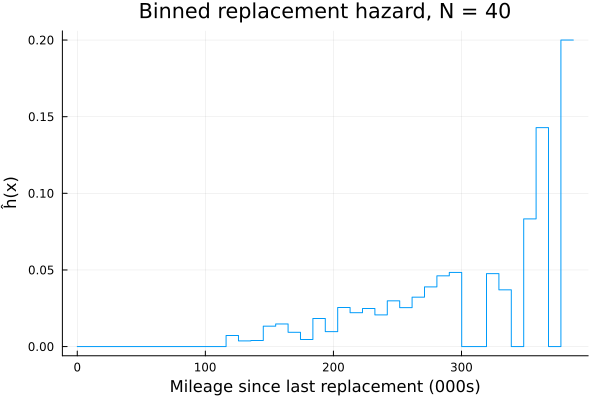 Binned replacement hazard, N = 40
ĥ(x)
0.20
0.15
0.10
0.05
0.00
0 100 200 300
Mileage since last replacement (000s)